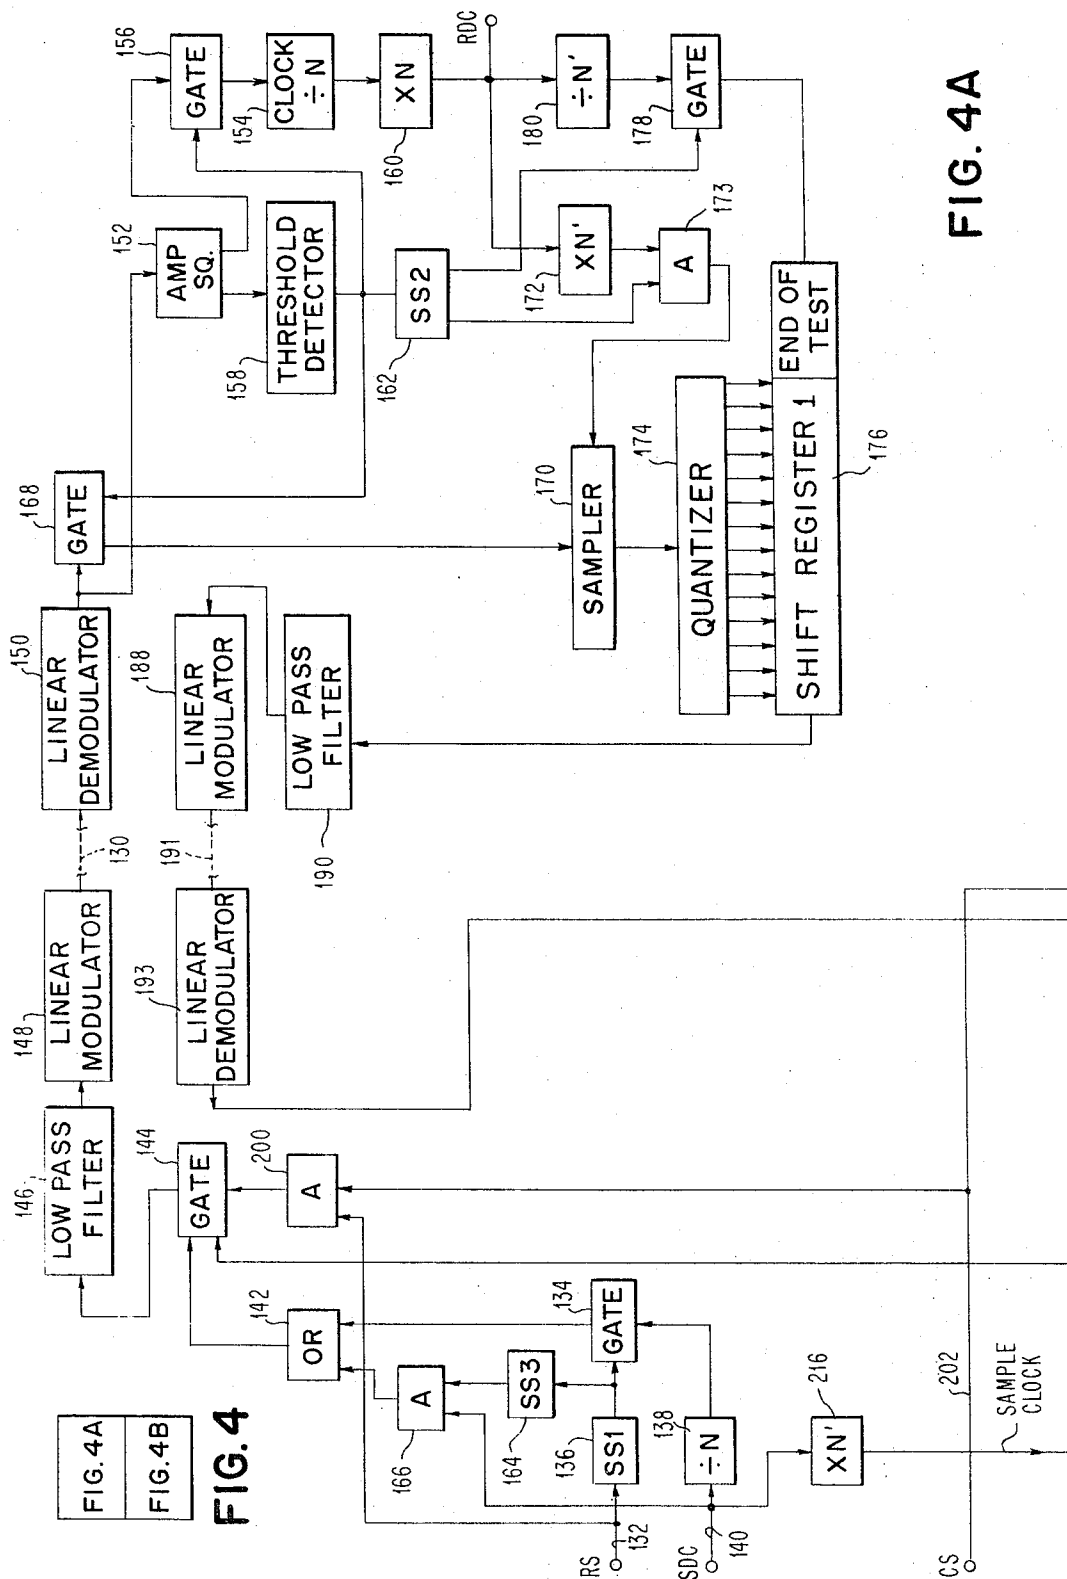 FIG. 4A
FIG. 4B
FIG. 4
RS
132
SDC
140
CS
202
SAMPLE
CLOCK
XN'
216
÷N
138
SS1
136
SS3
164
A
166
GATE
134
OR
142
A
200
GATE
144
LOW PASS
FILTER
146
LINEAR
MODULATOR
148
130
LINEAR
DEMODULATOR
193
191
LINEAR
DEMODULATOR
150
LINEAR
MODULATOR
188
LOW PASS
FILTER
190
GATE
168
AMP
SQ.
152
GATE
156
CLOCK
÷N
154
XN
160
RDC
THRESHOLD
DETECTOR
158
SS2
162
÷N'
180
GATE
178
XN'
172
A
173
SAMPLER
170
QUANTIZER
174
SHIFT REGISTER 1
176
END OF
TEST
FIG. 4A